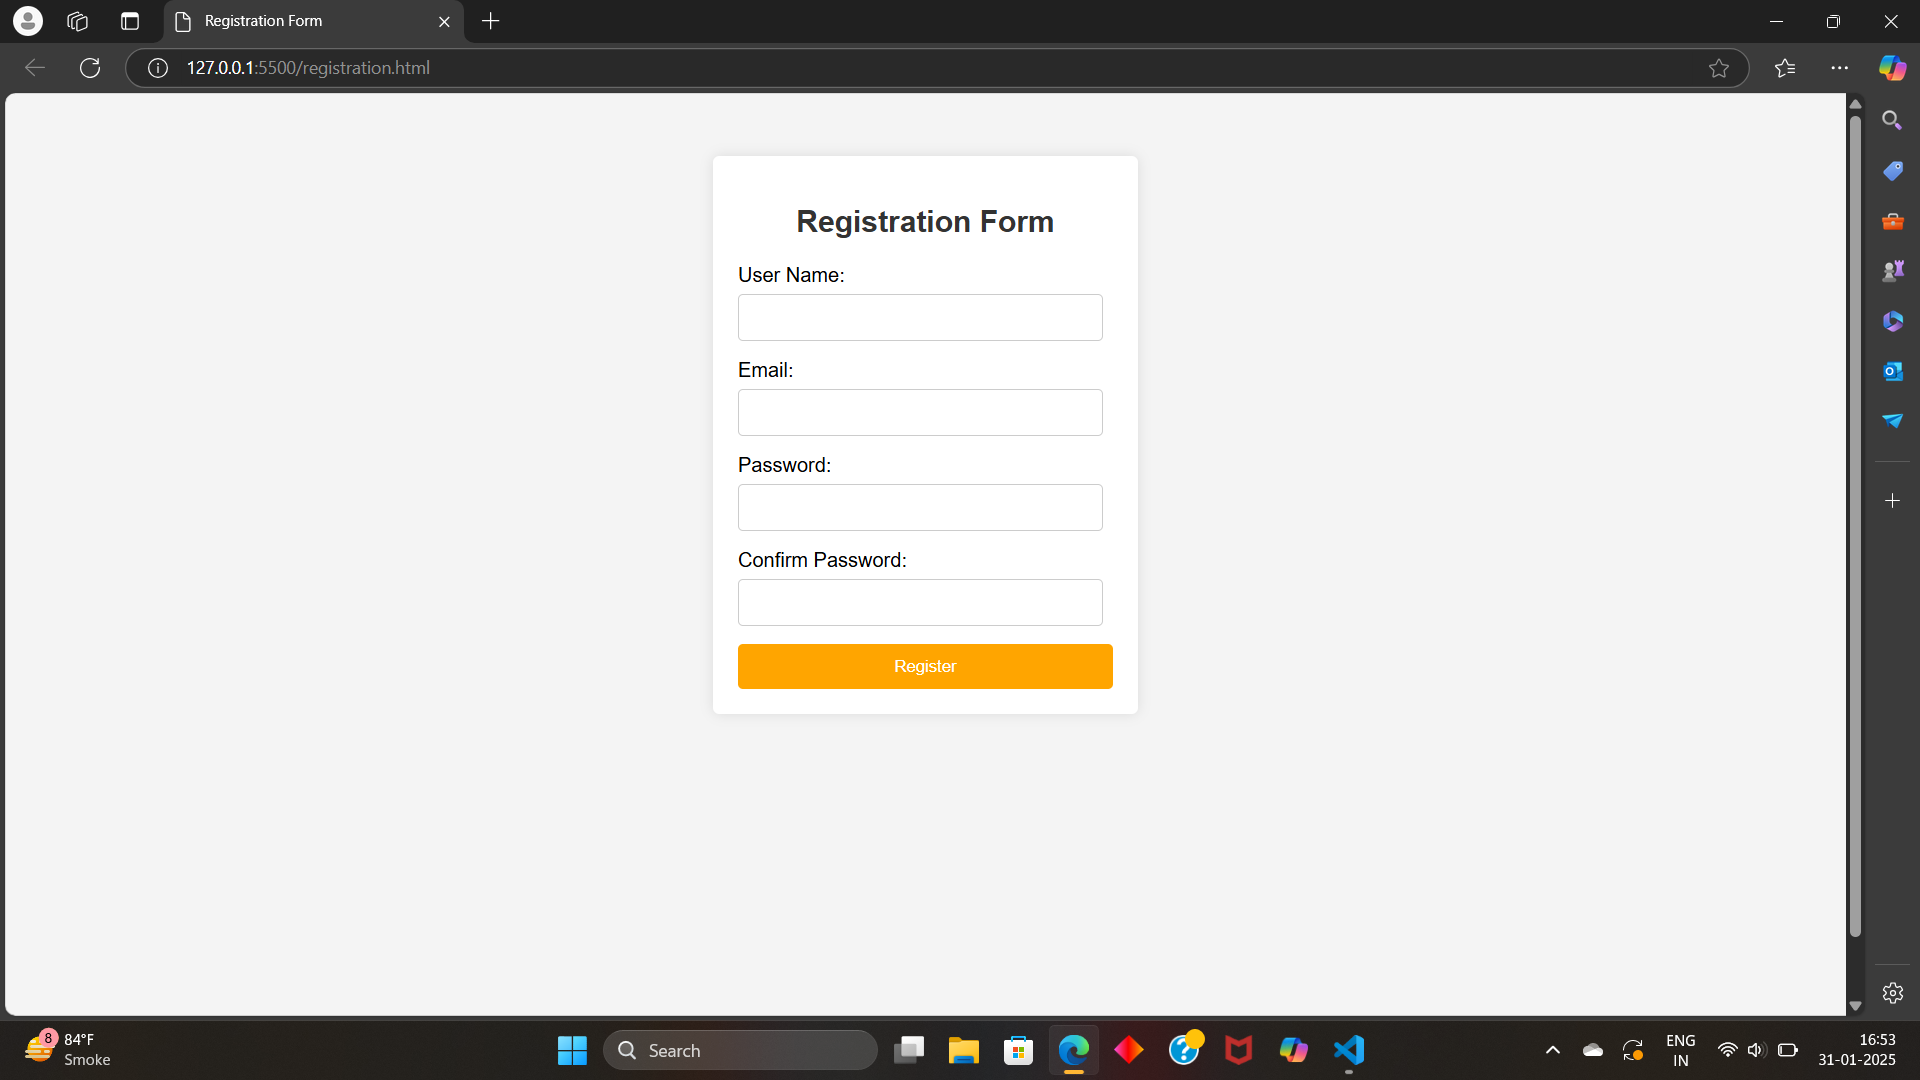 Registration Form
127.0.0.1:5500/registration.html
Registration Form
User Name:
Email:
Password:
Confirm Password:
Register
8
84°F
Smoke
Search
ENG
IN
16:53
31-01-2025